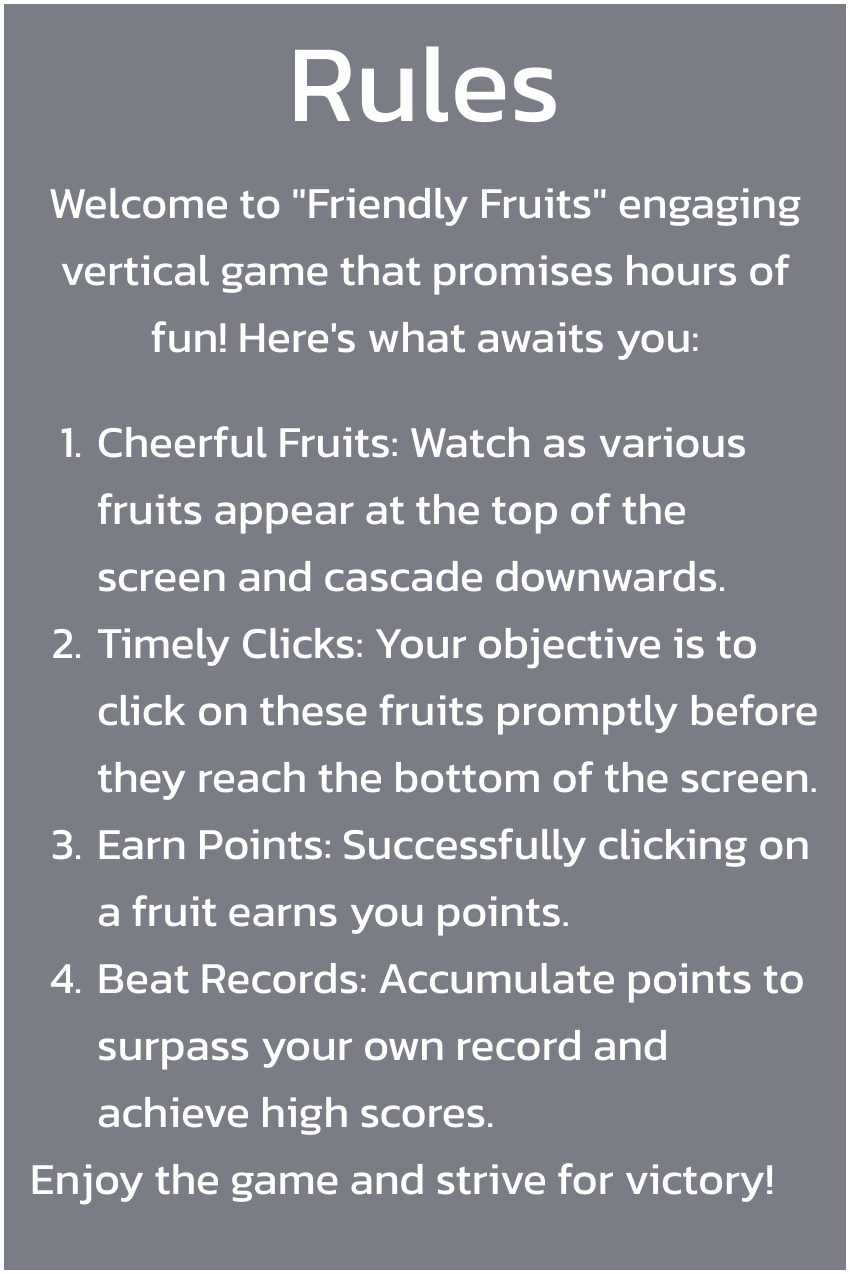 Rules
Welcome to "Friendly Fruits" engaging
vertical game that promises hours of
fun! Here's what awaits you:
1. Cheerful Fruits: Watch as various
fruits appear at the top of the
screen and cascade downwards.
2. Timely Clicks: Your objective is to
click on these fruits promptly before
they reach the bottom of the screen.
3. Earn Points: Successfully clicking on
a fruit earns you points.
4. Beat Records: Accumulate points to
surpass your own record and
achieve high scores.
Enjoy the game and strive for victory!